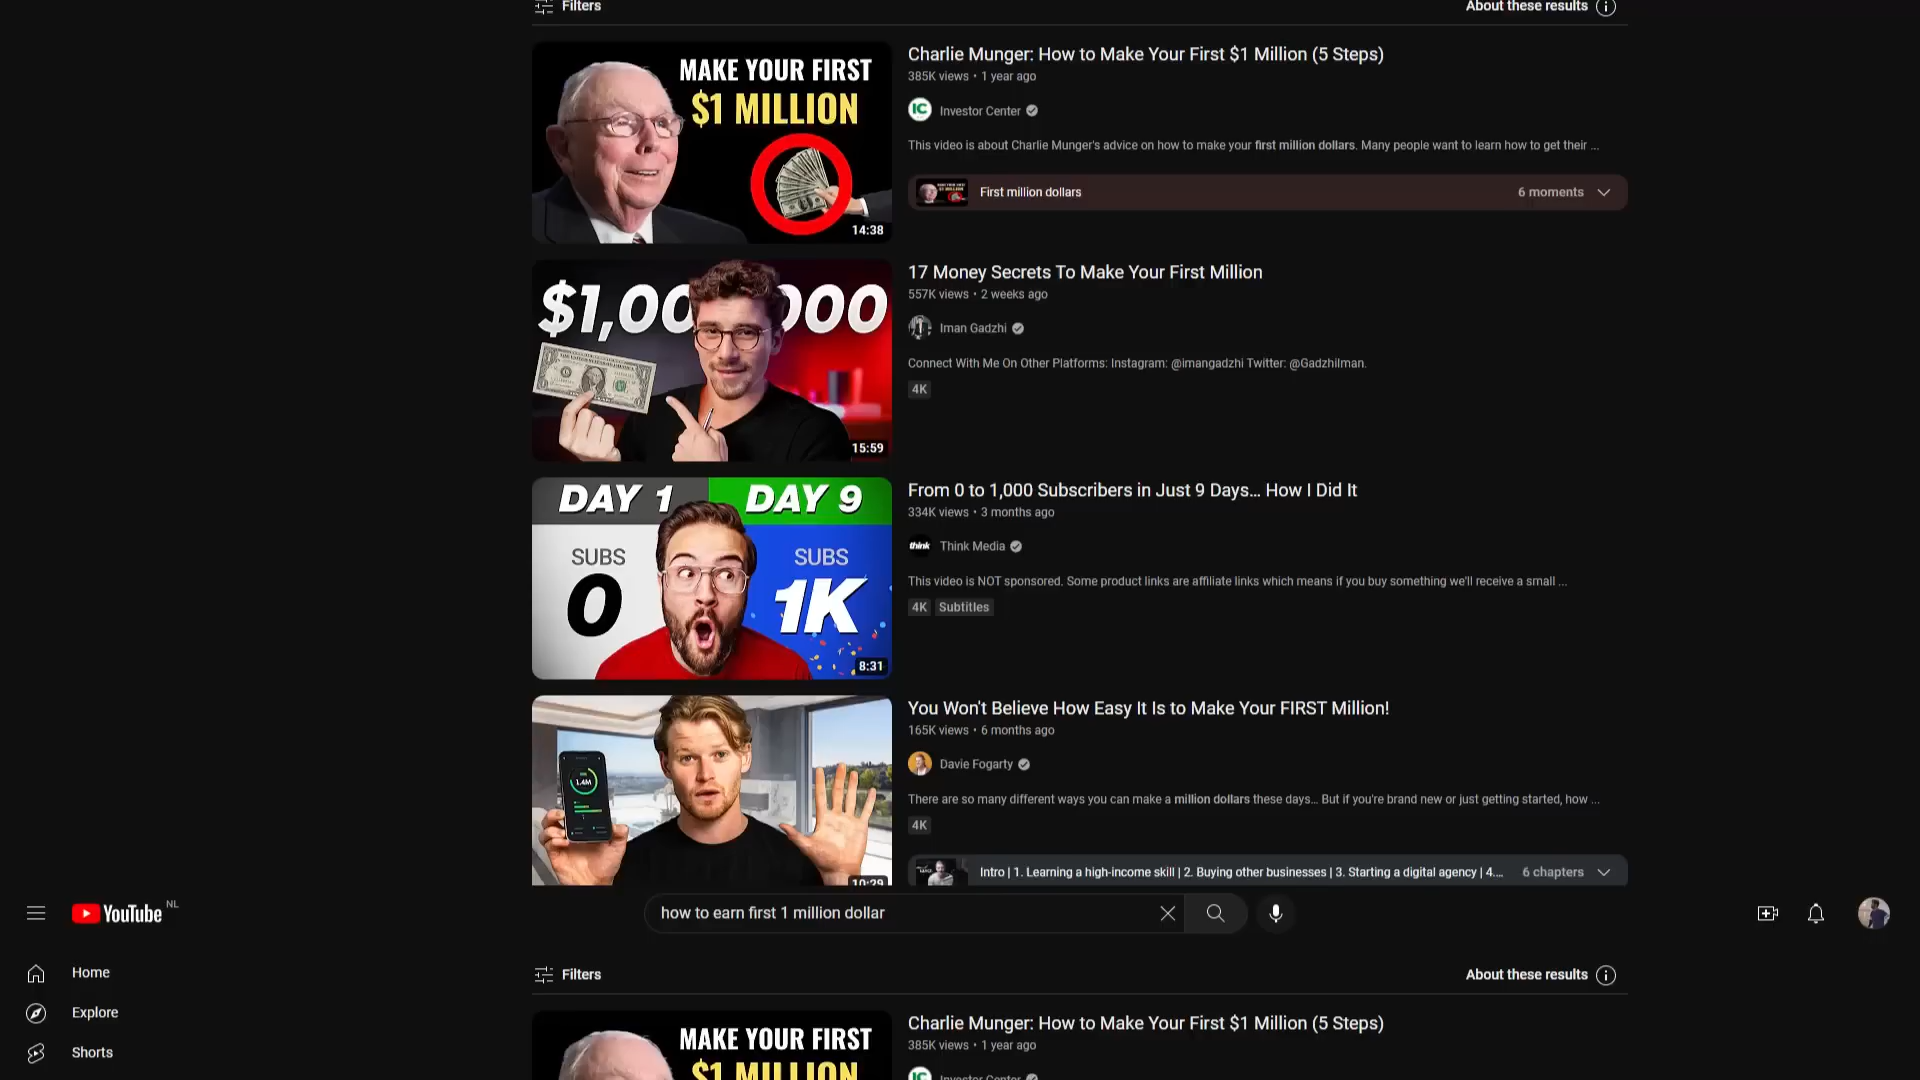 Filters
About these results
MAKE YOUR FIRST
$1 MILLION
14:38
Charlie Munger: How to Make Your First $1 Million (5 Steps)
385K views • 1 year ago
IC Investor Center
This video is about Charlie Munger's advice on how to make your first million dollars. Many people want to learn how to get their ...
First million dollars
6 moments
$1,00 000
15:59
17 Money Secrets To Make Your First Million
557K views • 2 weeks ago
Iman Gadzhi
Connect With Me On Other Platforms: Instagram: @imangadzhi Twitter: @GadzhiIman.
4K
DAY 1 DAY 9
SUBS SUBS
0 1K
8:31
From 0 to 1,000 Subscribers in Just 9 Days... How I Did It
334K views • 3 months ago
think Think Media
This video is NOT sponsored. Some product links are affiliate links which means if you buy something we'll receive a small ...
4K Subtitles
1.4M
10:29
You Won't Believe How Easy It Is to Make Your FIRST Million!
165K views • 6 months ago
Davie Fogarty
There are so many different ways you can make a million dollars these days... But if you're brand new or just getting started, how ...
4K
Intro | 1. Learning a high-income skill | 2. Buying other businesses | 3. Starting a digital agency | 4....
6 chapters
YouTube NL
how to earn first 1 million dollar
Home
Explore
Shorts
Filters
About these results
MAKE YOUR FIRST
$1 MILLION
Charlie Munger: How to Make Your First $1 Million (5 Steps)
385K views • 1 year ago
IC Investor Center